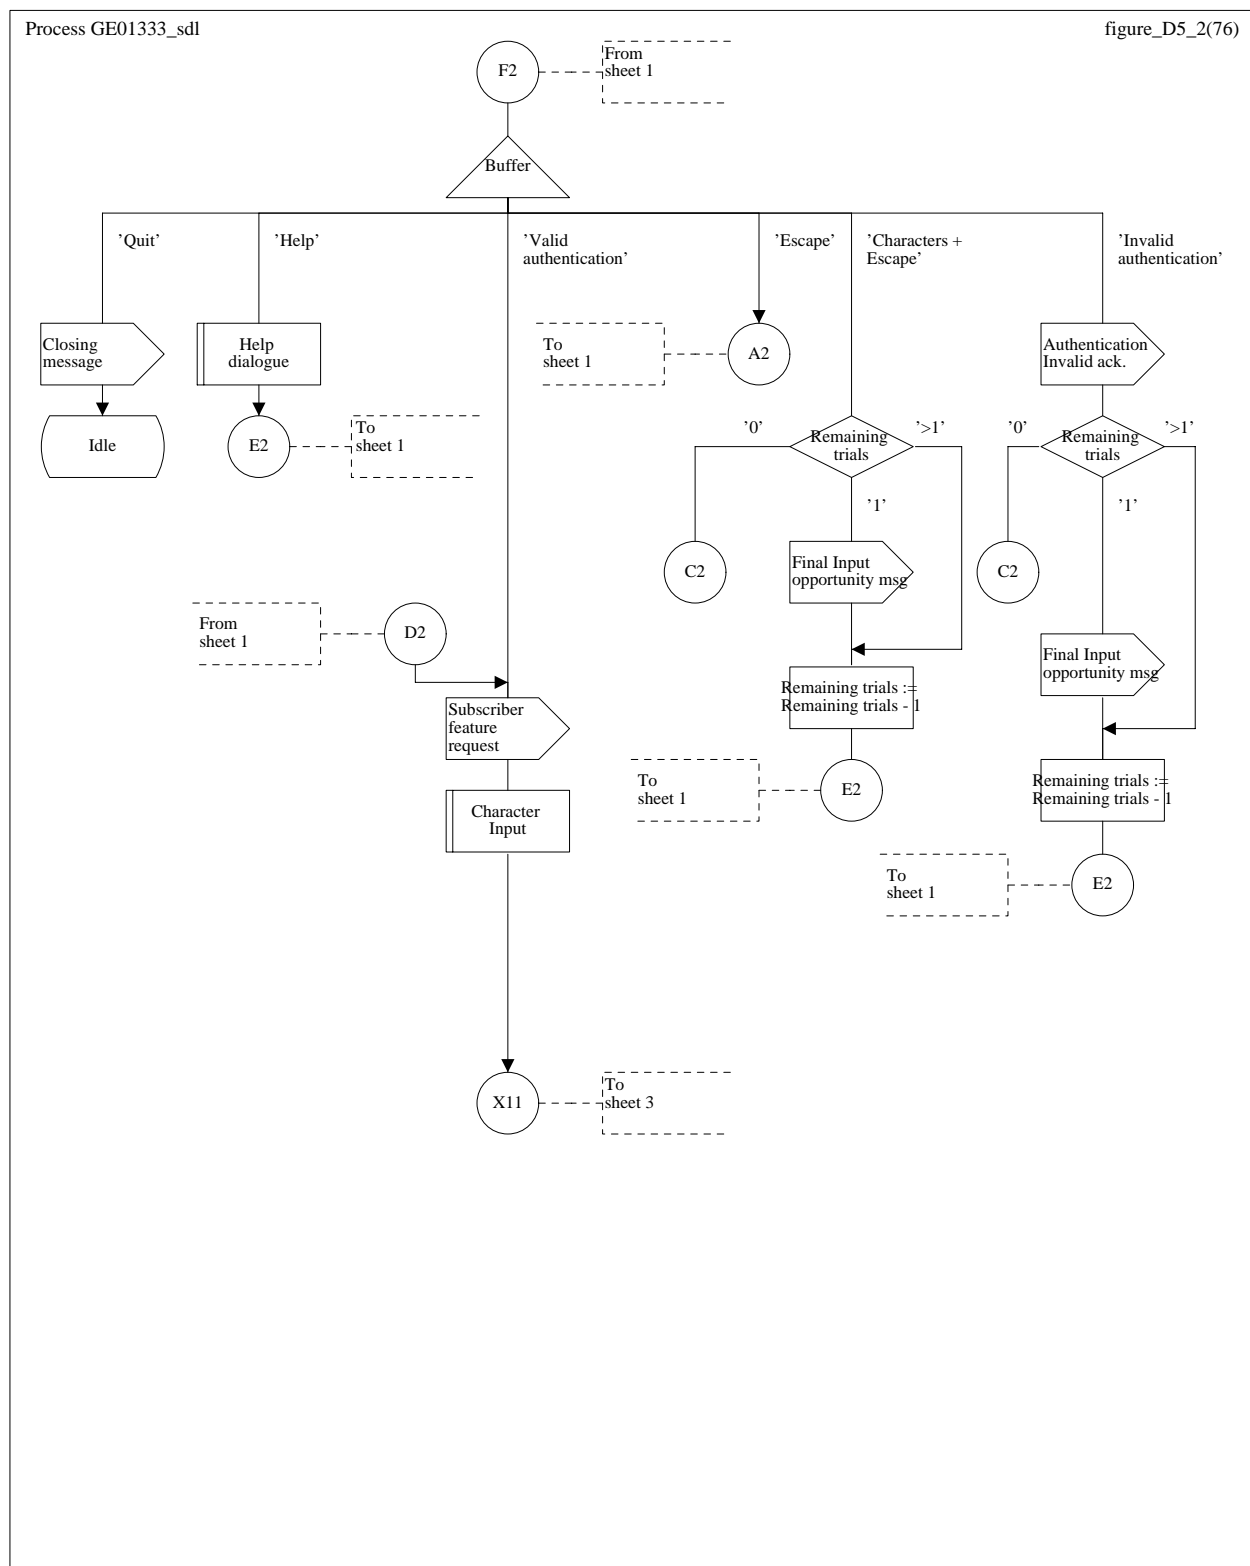 Process GE01333_sdl
figure_D5_2(76)
F2
From
sheet 1
Buffer
’Quit’
’Help’
’Valid
authentication’
’Escape’
’Characters +
Escape’
’Invalid
authentication’
Closing
message
Help
dialogue
To
sheet 1
A2
Authentication
Invalid ack.
Idle
E2
To
sheet 1
’0’
Remaining
trials
’>1’
’0’
Remaining
trials
’>1’
’1’
’1’
C2
Final Input
opportunity msg
C2
From
sheet 1
D2
Final Input
opportunity msg
Remaining trials :=
Remaining trials - 1
Subscriber
feature
request
To
sheet 1
E2
Remaining trials :=
Remaining trials - 1
Character
Input
To
sheet 1
E2
X11
To
sheet 3